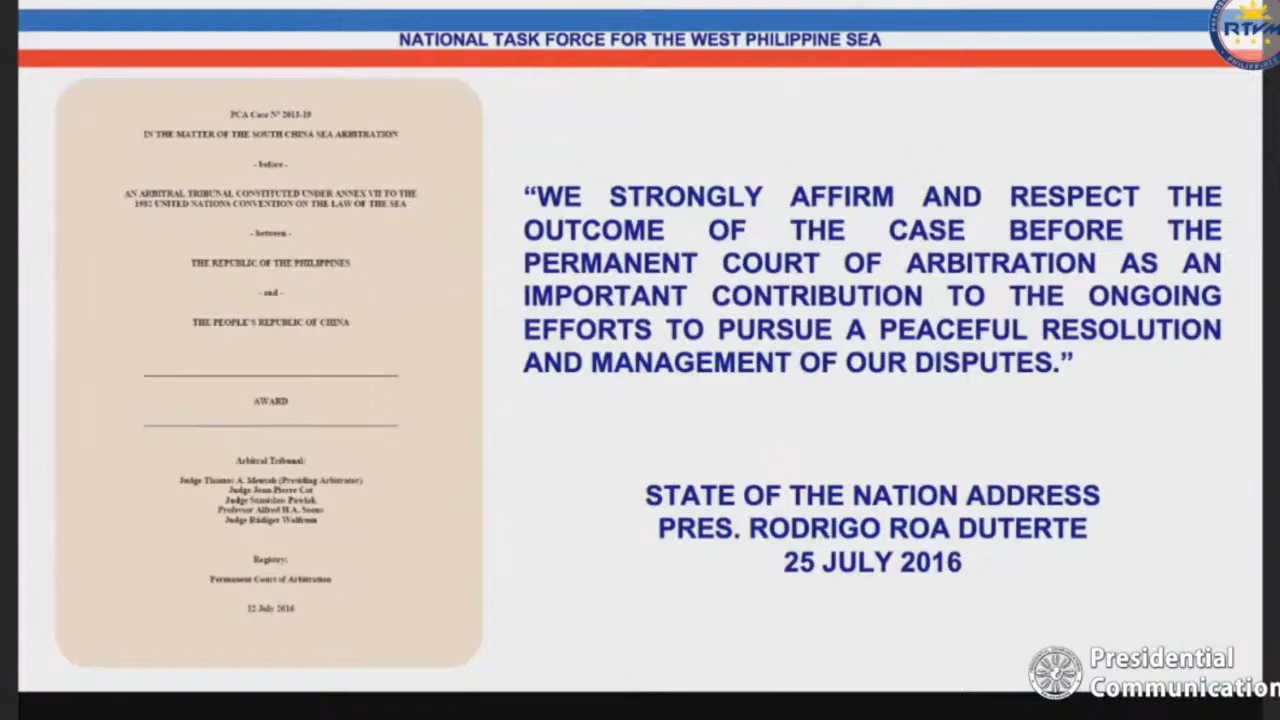 NATIONAL TASK FORCE FOR THE WEST PHILIPPINE SEA
RTVM
PHILIPPINES
PCA Case Nº 2013-19
IN THE MATTER OF THE SOUTH CHINA SEA ARBITRATION
- before -
AN ARBITRAL TRIBUNAL CONSTITUTED UNDER ANNEX VII TO THE
1982 UNITED NATIONS CONVENTION ON THE LAW OF THE SEA
- between -
THE REPUBLIC OF THE PHILIPPINES
- and -
THE PEOPLE'S REPUBLIC OF CHINA
AWARD
Arbitral Tribunal:
Judge Thomas A. Mensah (Presiding Arbitrator)
Judge Jean-Pierre Cot
Judge Stanislaw Pawlak
Professor Alfred H.A. Soons
Judge Rüdiger Wolfrum
Registry:
Permanent Court of Arbitration
12 July 2016
“WE STRONGLY AFFIRM AND RESPECT THE
OUTCOME OF THE CASE BEFORE THE
PERMANENT COURT OF ARBITRATION AS AN
IMPORTANT CONTRIBUTION TO THE ONGOING
EFFORTS TO PURSUE A PEACEFUL RESOLUTION
AND MANAGEMENT OF OUR DISPUTES.”
STATE OF THE NATION ADDRESS
PRES. RODRIGO ROA DUTERTE
25 JULY 2016
Presidential
Communication